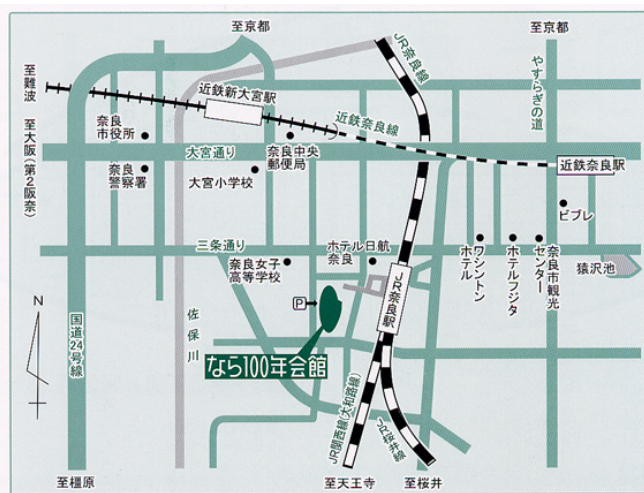 至京都
至京都
JR奈良線
やすらぎの道
至難波
至大阪(第2阪奈)
近鉄新大宮駅
近鉄奈良線
奈良
市役所
大宮通り
奈良中央
郵便局
奈良
警察署
大宮小学校
近鉄奈良駅
ビブレ
三条通り
ホテル日航
奈良
奈良女子
高等学校
ワシントン
ホテル
ホテルフジタ
奈良市観光
センター
猿沢池
JR奈良駅
N
P
国道24号線
佐保川
なら100年会館
JR関西線(大和路線)
JR桜井線
至橿原
至天王寺
至桜井